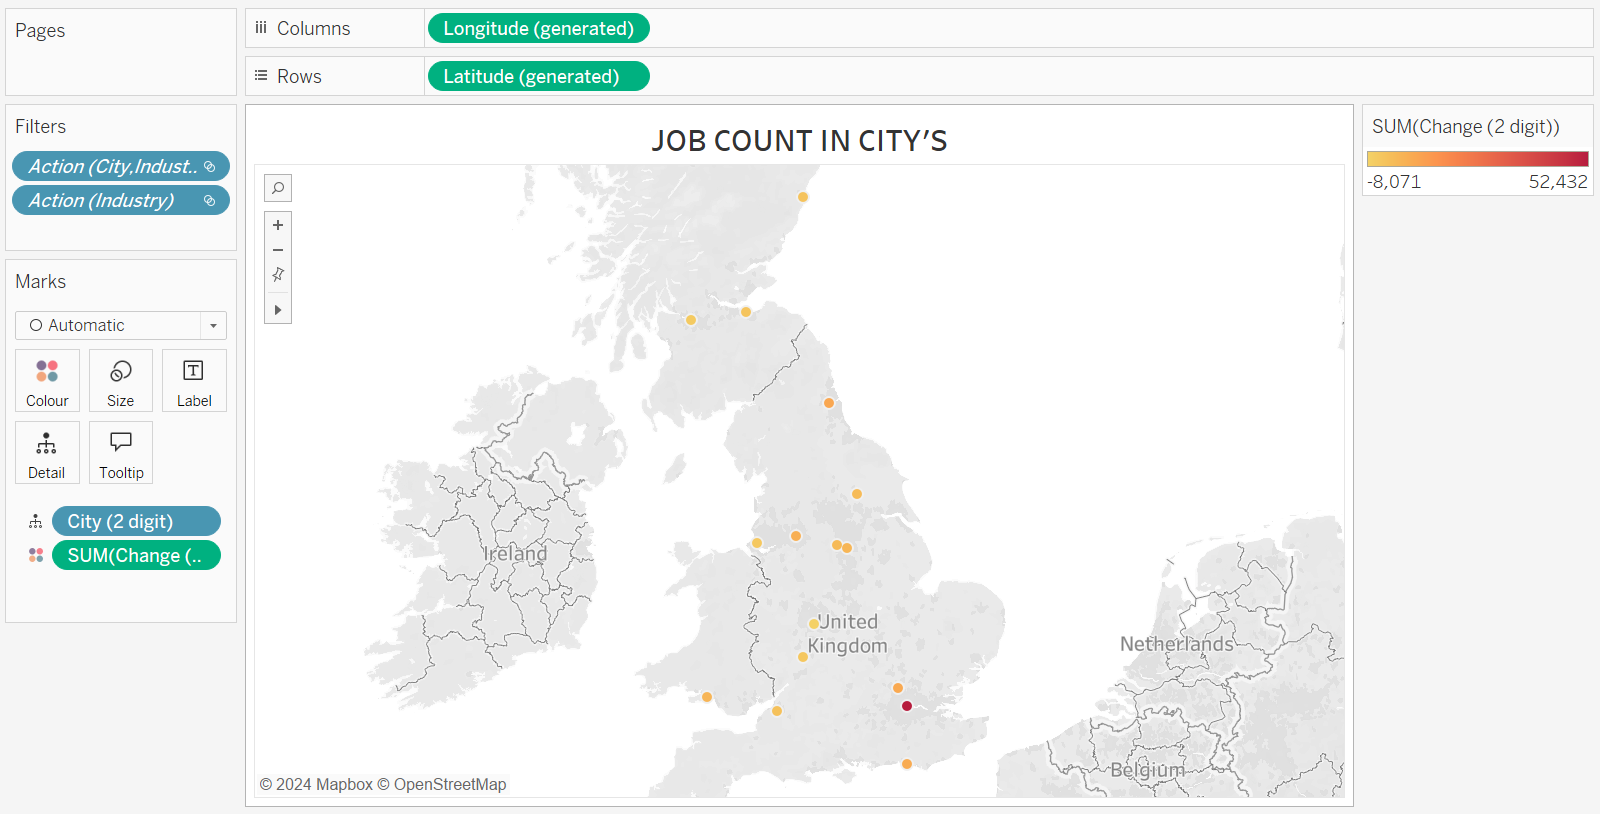 Pages
Columns
Longitude (generated)
Rows
Latitude (generated)
Filters
Action (City,Indust..
Action (Industry)
Marks
Automatic
Colour
Size
Label
Detail
Tooltip
City (2 digit)
SUM(Change (..
JOB COUNT IN CITY’S
Ireland
United
Kingdom
Netherlands
Belgium
© 2024 Mapbox © OpenStreetMap
SUM(Change (2 digit))
-8,071 52,432